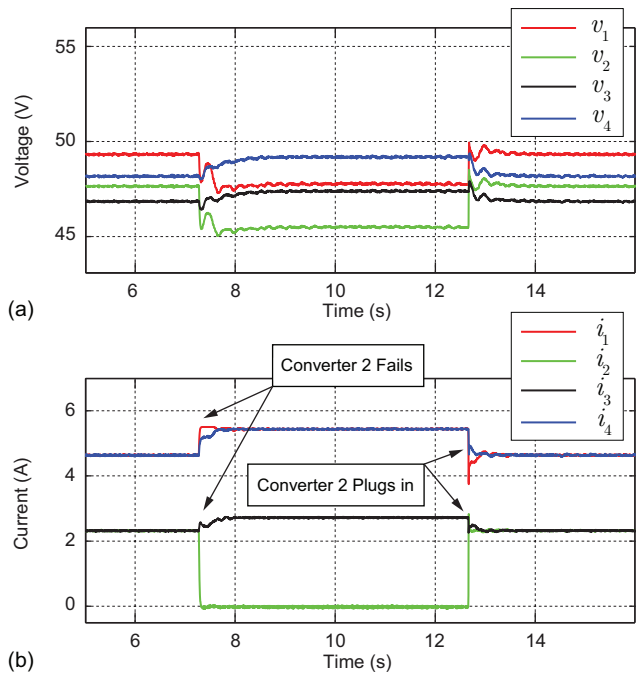 56
50
45
Voltage (V)
v1
v2
v3
v4
6
8
10
12
14
Time (s)
(a)
i1
i2
i3
i4
Converter 2 Fails
Converter 2 Plugs in
6
4
2
0
Current (A)
6
8
10
12
14
Time (s)
(b)